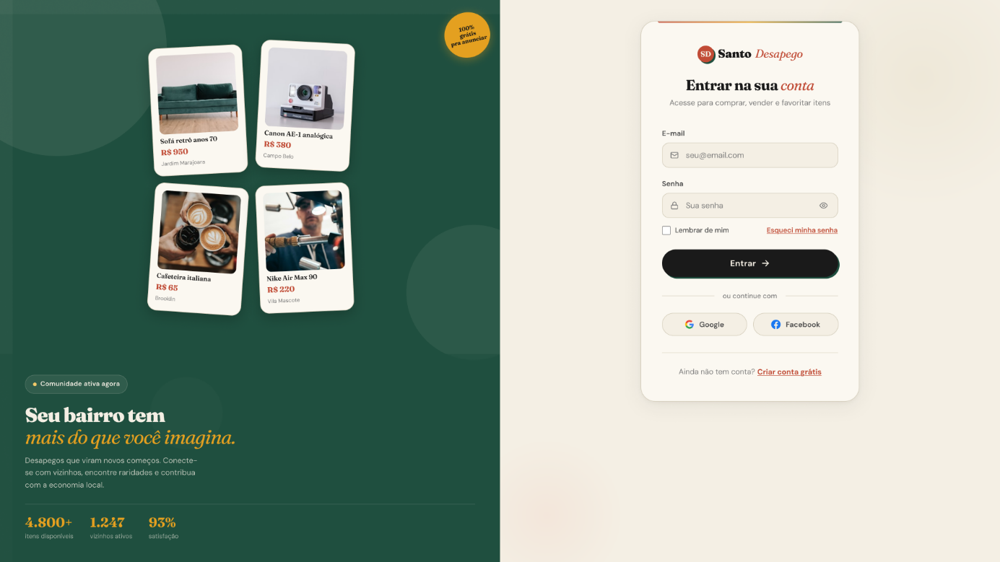 100%
grátis
pra anunciar
Sofá retrô anos 70
R$ 950
Jardim Marajoara
Canon AE-1 analógica
R$ 580
Campo Belo
Cafeteira italiana
R$ 65
Brooklin
Nike Air Max 90
R$ 220
Vila Mascote
Comunidade ativa agora
Seu bairro tem
mais do que você imagina.
Desapegos que viram novos começos. Conecte-
se com vizinhos, encontre raridades e contribua
com a economia local.
4.800+
itens disponíveis
1.247
vizinhos ativos
93%
satisfação
SD Santo Desapego
Entrar na sua conta
Acesse para comprar, vender e favoritar itens
E-mail
seu@email.com
Senha
Sua senha
Lembrar de mim
Esqueci minha senha
Entrar →
ou continue com
Google
Facebook
Ainda não tem conta? Criar conta grátis